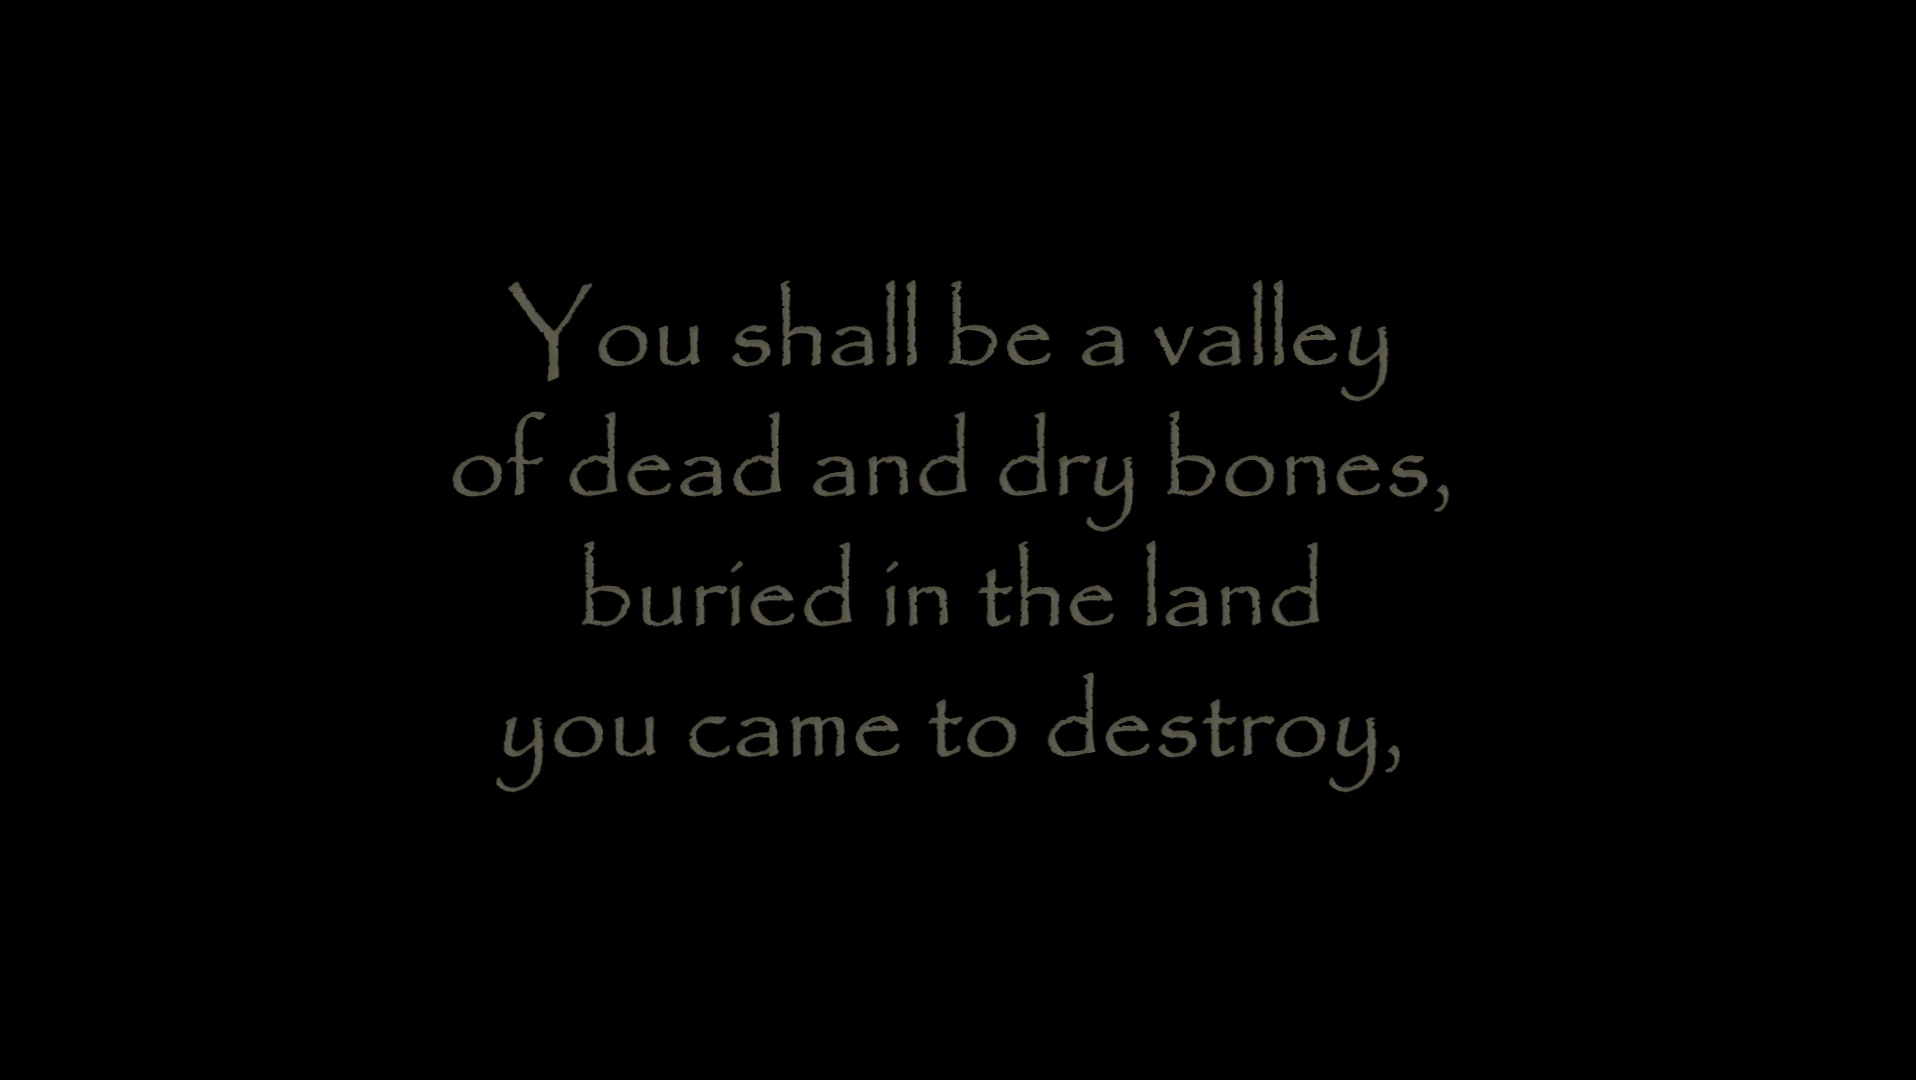 You shall be a valley
of dead and dry bones,
buried in the land
you came to destroy,